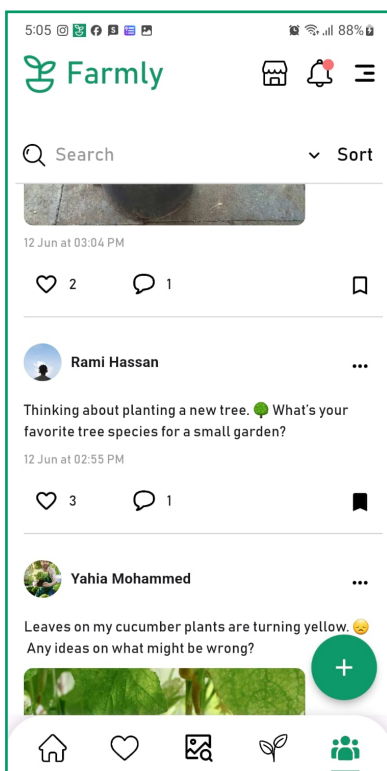 5:05
88%
Farmly
Search
Sort
12 Jun at 03:04 PM
2
1
Rami Hassan
Thinking about planting a new tree. 🌳 What's your
favorite tree species for a small garden?
12 Jun at 02:55 PM
3
1
Yahia Mohammed
Leaves on my cucumber plants are turning yellow. 😞
Any ideas on what might be wrong?